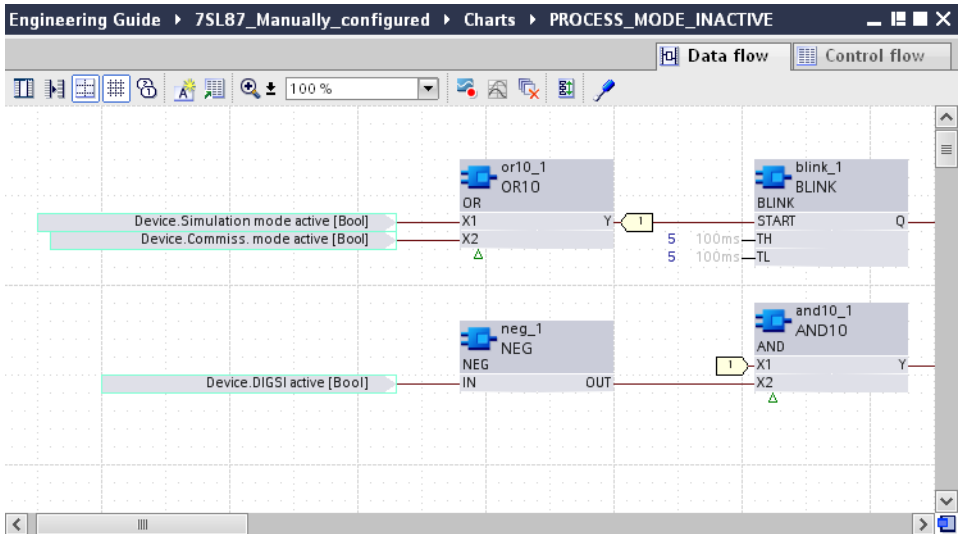 Engineering Guide 7SL87_Manually_configured Charts PROCESS_MODE_INACTIVE
Data flow Control flow
100 %
or10_1
OR10
OR
Device.Simulation mode active [Bool] X1 Y 1
Device.Commiss. mode active [Bool] X2
blink_1
BLINK
BLINK
START Q
5 100ms TH
5 100ms TL
neg_1
NEG
NEG
Device.DIGSI active [Bool] IN OUT
and10_1
AND10
AND
1 X1 Y
X2